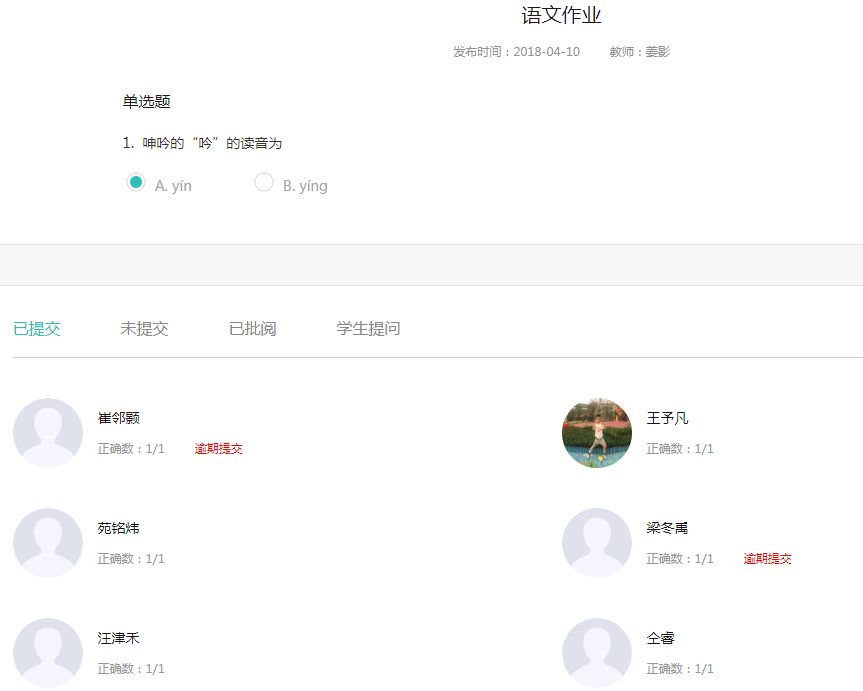 语文作业
发布时间：2018-04-10 教师：姜影
单选题
1. 呻吟的“吟”的读音为
A. yín B. yíng
已提交 未提交 已批阅 学生提问
崔邻颢 王予凡
正确数：1/1 逾期提交 正确数：1/1
苑铭炜 梁冬禹
正确数：1/1 正确数：1/1 逾期提交
汪津禾 仝睿
正确数：1/1 正确数：1/1